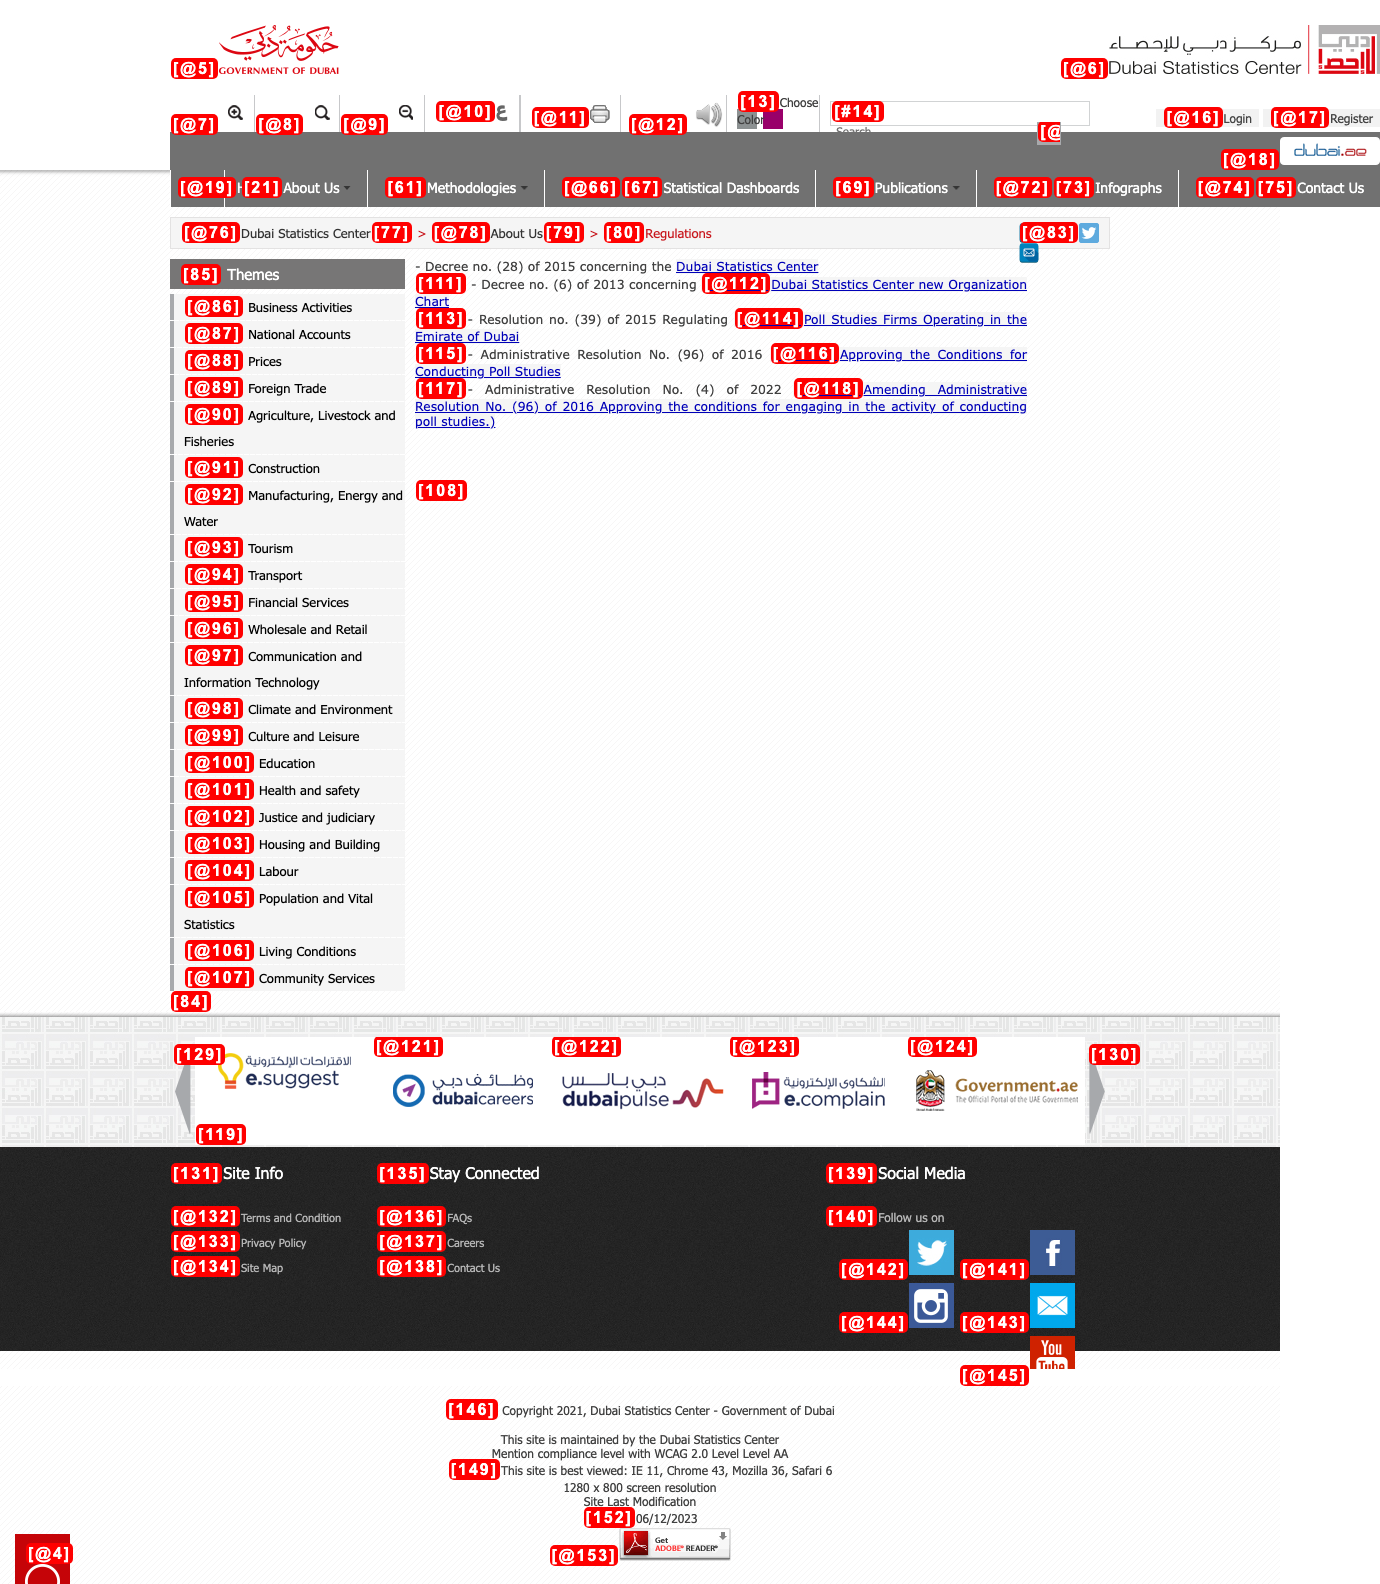 حكومة دبي
[@5] GOVERNMENT OF DUBAI
مركز دبي للإحصاء
[@6] Dubai Statistics Center
[@7] [@8] [@9] [@10] ع [@11] [@12] [13] Choose Color [#14] Search [@ [@16] Login [@17] Register
[@18] dubai.ae
[@19] H [21] About Us [61] Methodologies [@66] [67] Statistical Dashboards [69] Publications [@72] [73] Infographs [@74] [75] Contact Us
[@76] Dubai Statistics Center [77] > [@78] About Us [79] > [80] Regulations [@83]
[85] Themes
[@86] Business Activities
[@87] National Accounts
[@88] Prices
[@89] Foreign Trade
[@90] Agriculture, Livestock and
Fisheries
[@91] Construction
[@92] Manufacturing, Energy and
Water
[@93] Tourism
[@94] Transport
[@95] Financial Services
[@96] Wholesale and Retail
[@97] Communication and
Information Technology
[@98] Climate and Environment
[@99] Culture and Leisure
[@100] Education
[@101] Health and safety
[@102] Justice and judiciary
[@103] Housing and Building
[@104] Labour
[@105] Population and Vital
Statistics
[@106] Living Conditions
[@107] Community Services
[84]
- Decree no. (28) of 2015 concerning the Dubai Statistics Center
[111] - Decree no. (6) of 2013 concerning [@112] Dubai Statistics Center new Organization
Chart
[113] - Resolution no. (39) of 2015 Regulating [@114] Poll Studies Firms Operating in the
Emirate of Dubai
[115] - Administrative Resolution No. (96) of 2016 [@116] Approving the Conditions for
Conducting Poll Studies
[117] - Administrative Resolution No. (4) of 2022 [@118] Amending Administrative
Resolution No. (96) of 2016 Approving the conditions for engaging in the activity of conducting
poll studies.)
[108]
[129] [@121] [@122] [@123] [@124] [130]
الاقتراحات الإلكترونية
e.suggest
وظائف دبي
dubaicareers
دبي بالس
dubaipulse
الشكاوى الإلكترونية
e.complain
Government.ae
The Official Portal of the UAE Government
[119]
[131] Site Info
[@132] Terms and Condition
[@133] Privacy Policy
[@134] Site Map
[135] Stay Connected
[@136] FAQs
[@137] Careers
[@138] Contact Us
[139] Social Media
[140] Follow us on
[@142] [@141] f
[@144] [@143]
[@145] You Tube
[146] Copyright 2021, Dubai Statistics Center - Government of Dubai
This site is maintained by the Dubai Statistics Center
Mention compliance level with WCAG 2.0 Level Level AA
[149] This site is best viewed: IE 11, Chrome 43, Mozilla 36, Safari 6
1280 x 800 screen resolution
Site Last Modification
[152] 06/12/2023
[@153] Get
ADOBE® READER®
[@4]